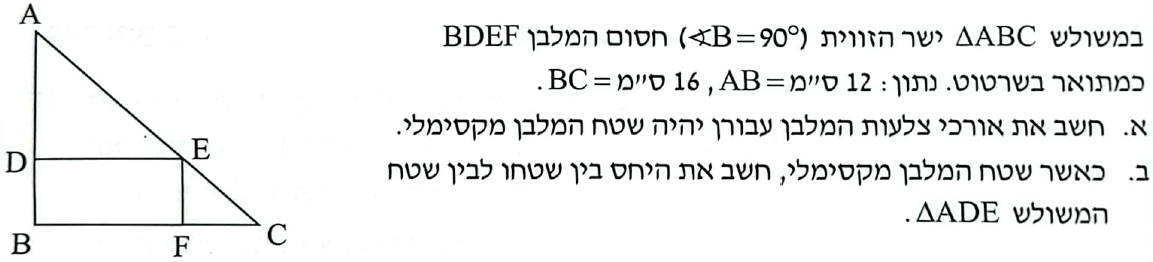 במשולש ΔABC ישר הזווית (∢B=90°) חסום המלבן BDEF
כמתואר בשרטוט. נתון: 12 ס״מ=AB, 16 ס״מ=BC.
א. חשב את אורכי צלעות המלבן עבורן יהיה שטח המלבן מקסימלי.
ב. כאשר שטח המלבן מקסימלי, חשב את היחס בין שטחו לבין שטח
המשולש ΔADE.
A
D
E
B
F
C